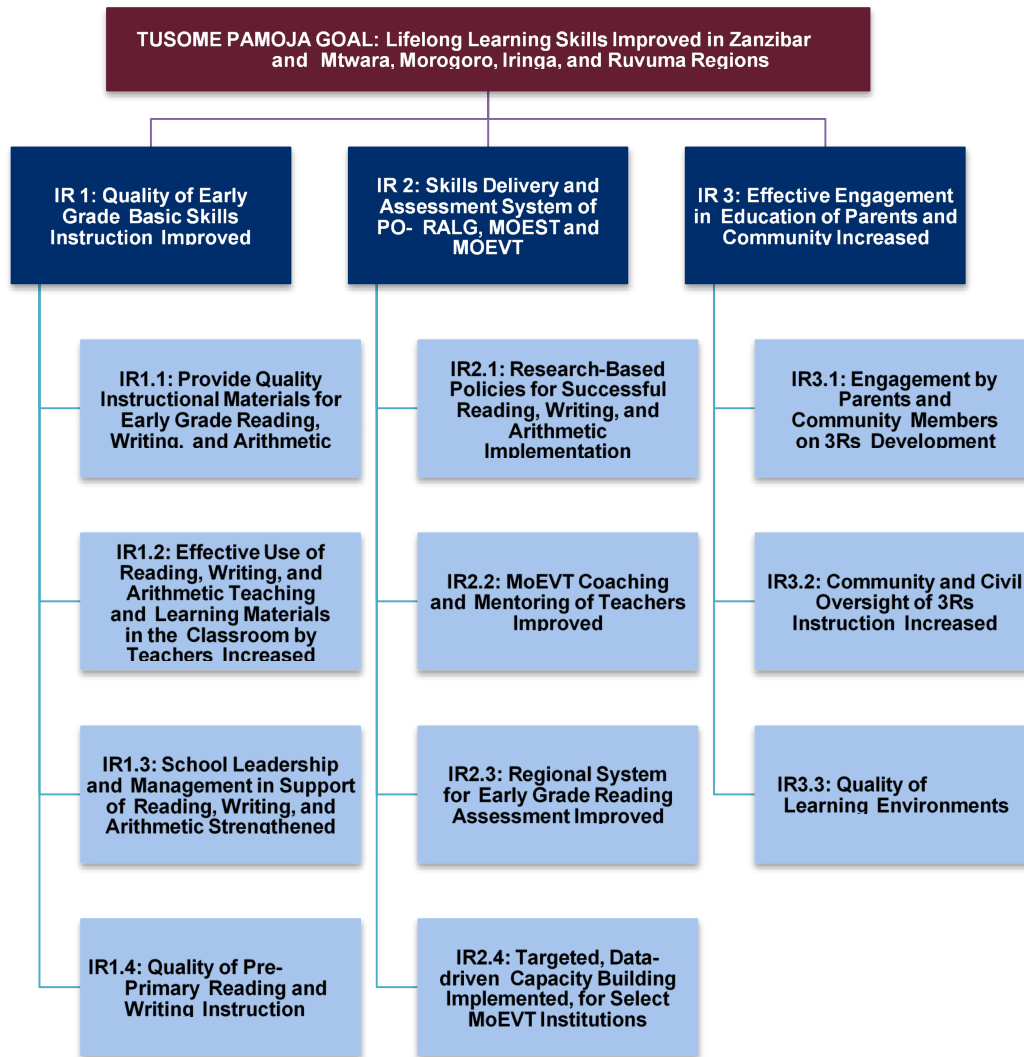 TUSOME PAMOJA GOAL: Lifelong Learning Skills Improved in Zanzibar
and Mtwara, Morogoro, Iringa, and Ruvuma Regions
IR 1: Quality of Early
Grade Basic Skills
Instruction Improved
IR 2: Skills Delivery and
Assessment System of
PO- RALG, MOEST and
MOEVT
IR 3: Effective Engagement
in Education of Parents and
Community Increased
IR1.1: Provide Quality
Instructional Materials for
Early Grade Reading,
Writing, and Arithmetic
IR1.2: Effective Use of
Reading, Writing, and
Arithmetic Teaching
and Learning Materials
in the Classroom by
Teachers Increased
IR1.3: School Leadership
and Management in Support
of Reading, Writing, and
Arithmetic Strengthened
IR1.4: Quality of Pre-
Primary Reading and
Writing Instruction
IR2.1: Research-Based
Policies for Successful
Reading, Writing, and
Arithmetic
Implementation
IR2.2: MoEVT Coaching
and Mentoring of Teachers
Improved
IR2.3: Regional System
for Early Grade Reading
Assessment Improved
IR2.4: Targeted, Data-
driven Capacity Building
Implemented, for Select
MoEVT Institutions
IR3.1: Engagement by
Parents and
Community Members
on 3Rs Development
IR3.2: Community and Civil
Oversight of 3Rs
Instruction Increased
IR3.3: Quality of
Learning Environments